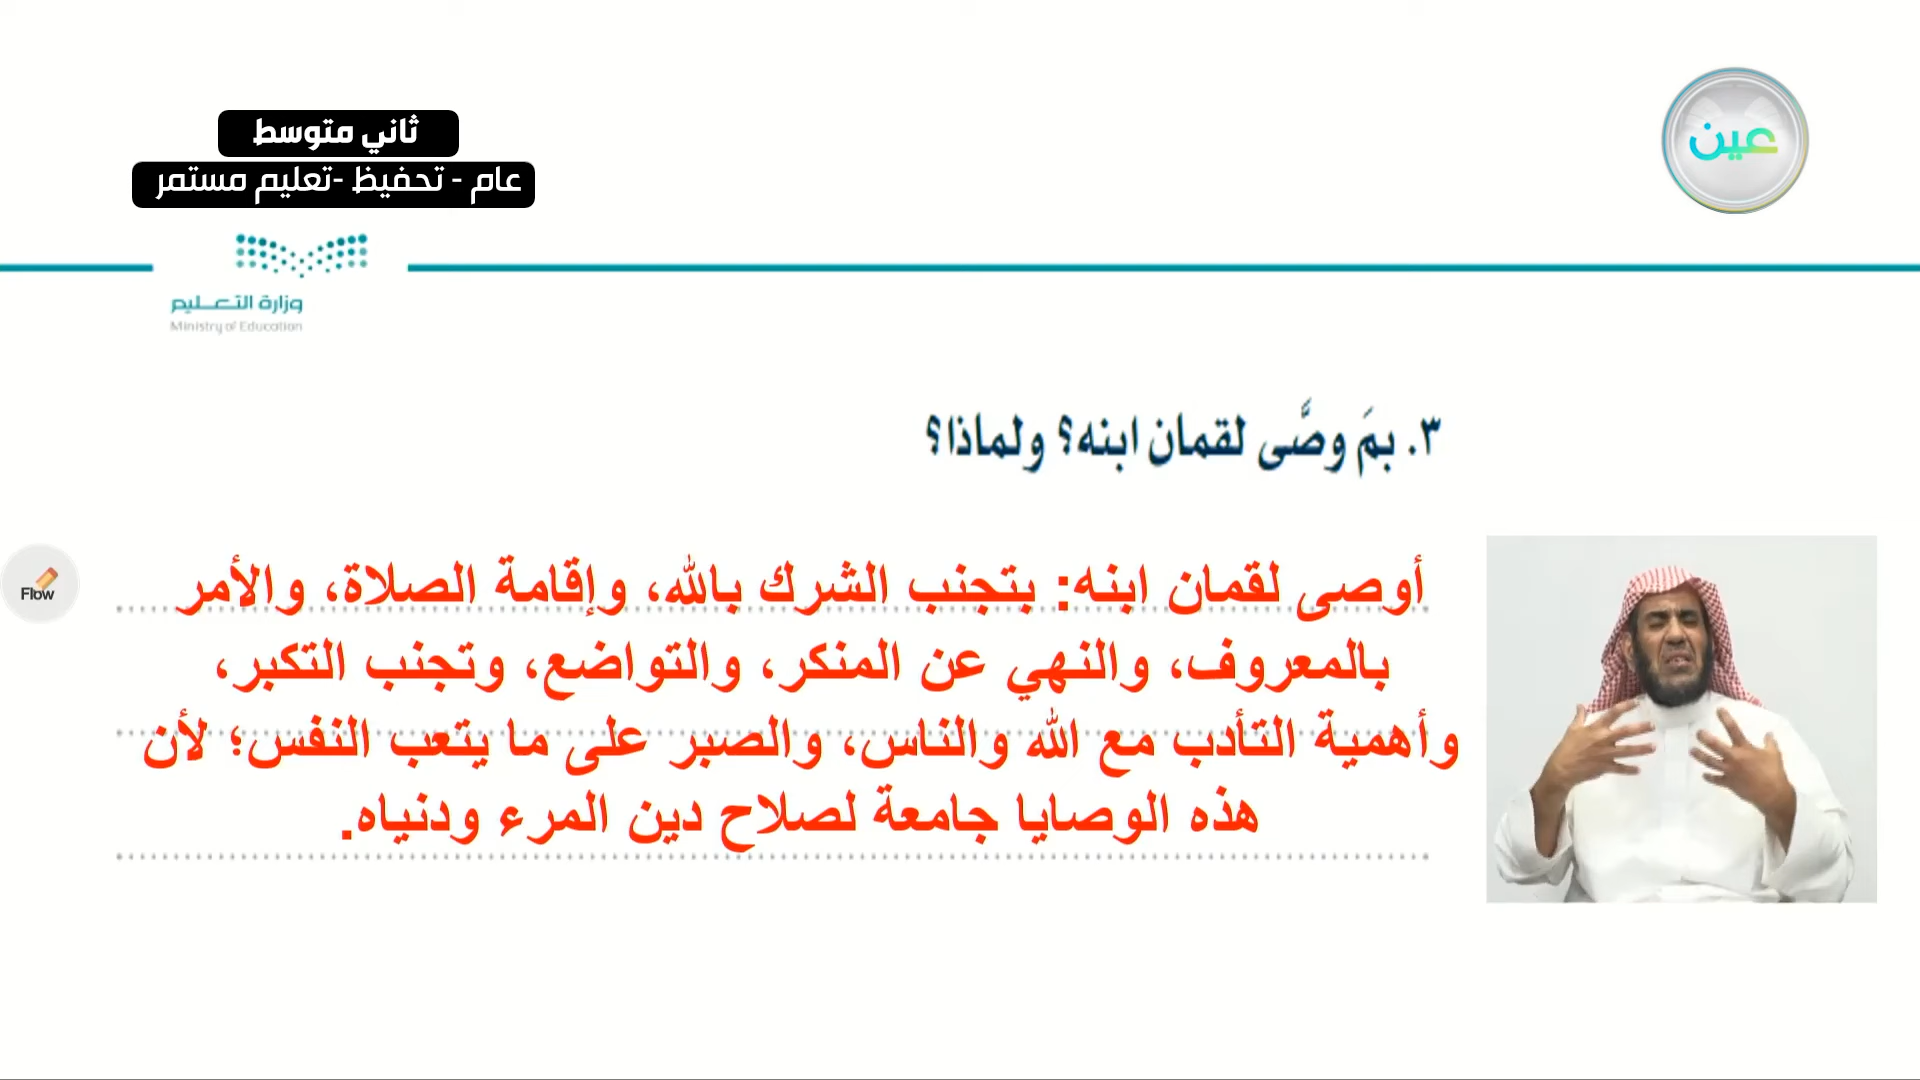 ثاني متوسط
عام - تحفيظ -تعليم مستمر
عين
وزارة التعليم
Ministry of Education
٣. بمَ وصَّى لقمان ابنه؟ ولماذا؟
أوصى لقمان ابنه: بتجنب الشرك بالله، وإقامة الصلاة، والأمر
بالمعروف، والنهي عن المنكر، والتواضع، وتجنب التكبر،
وأهمية التأدب مع الله والناس، والصبر على ما يتعب النفس؛ لأن
هذه الوصايا جامعة لصلاح دين المرء ودنياه.
Flow